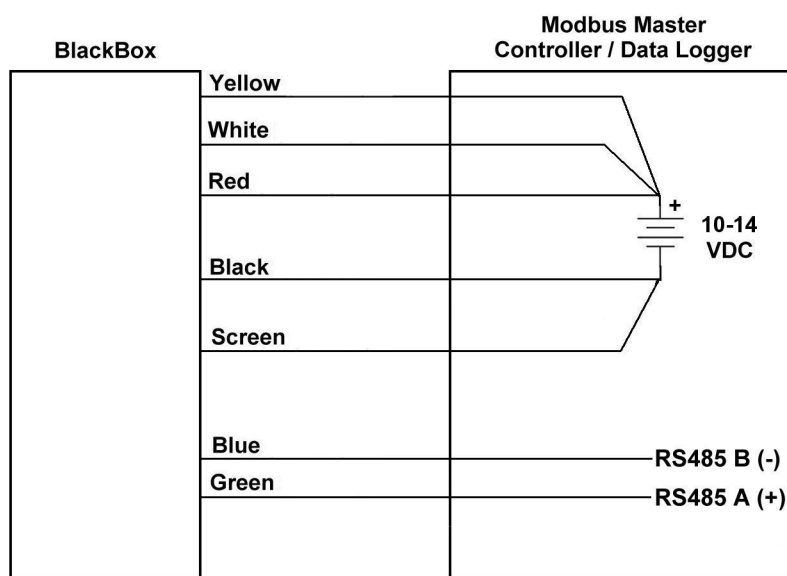 Modbus Master
Controller / Data Logger
BlackBox
Yellow
White
Red
+
10-14
VDC
Black
Screen
Blue
RS485 B (-)
Green
RS485 A (+)